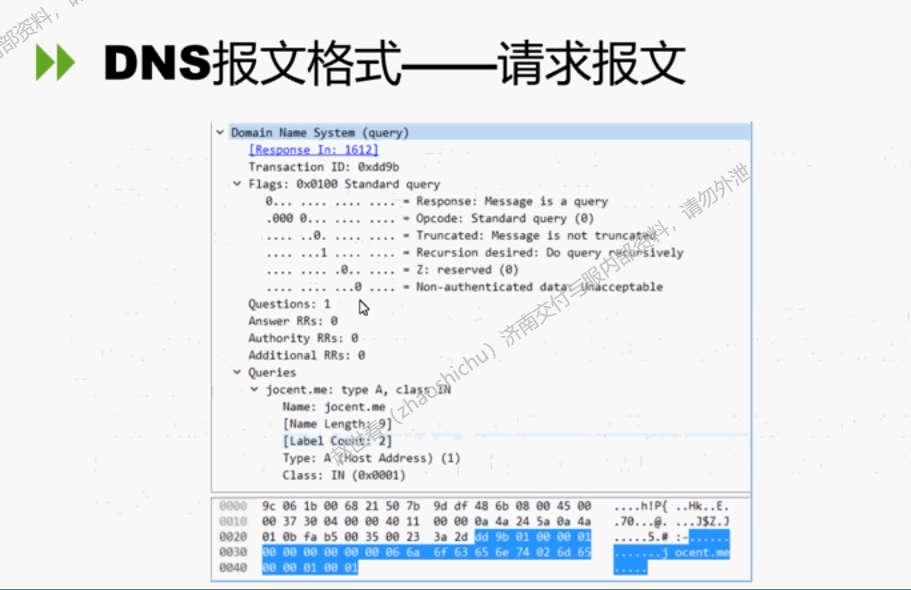 DNS报文格式——请求报文
Domain Name System (query)
[Response In: 1612]
Transaction ID: 0xdd9b
Flags: 0x0100 Standard query
0... .... .... .... = Response: Message is a query
.000 0... .... .... = Opcode: Standard query (0)
.... ..0. .... .... = Truncated: Message is not truncated
.... ...1 .... .... = Recursion desired: Do query recursively
.... .... .0.. .... = Z: reserved (0)
.... .... ...0 .... = Non-authenticated data: Unacceptable
Questions: 1
Answer RRs: 0
Authority RRs: 0
Additional RRs: 0
Queries
jocent.me: type A, class IN
Name: jocent.me
[Name Length: 9]
[Label Count: 2]
Type: A (Host Address) (1)
Class: IN (0x0001)
0000 9c 06 1b 00 68 21 50 7b 9d df 48 6b 08 00 45 00 ....h!P{ ..Hk..E.
0010 00 37 30 04 00 00 40 11 00 00 0a 4a 24 5a 0a 4a .70...@. ...J$Z.J
0020 01 0b fa b5 00 35 00 23 3a 2d dd 9b 01 00 00 01 .....5.# :-......
0030 00 00 00 00 00 00 06 6a 6f 63 65 6e 74 02 6d 65 .......j ocent.me
0040 00 00 01 00 01 .....
(zhaoshichu) 济南交付与服内部资料，请勿外泄
部资料，